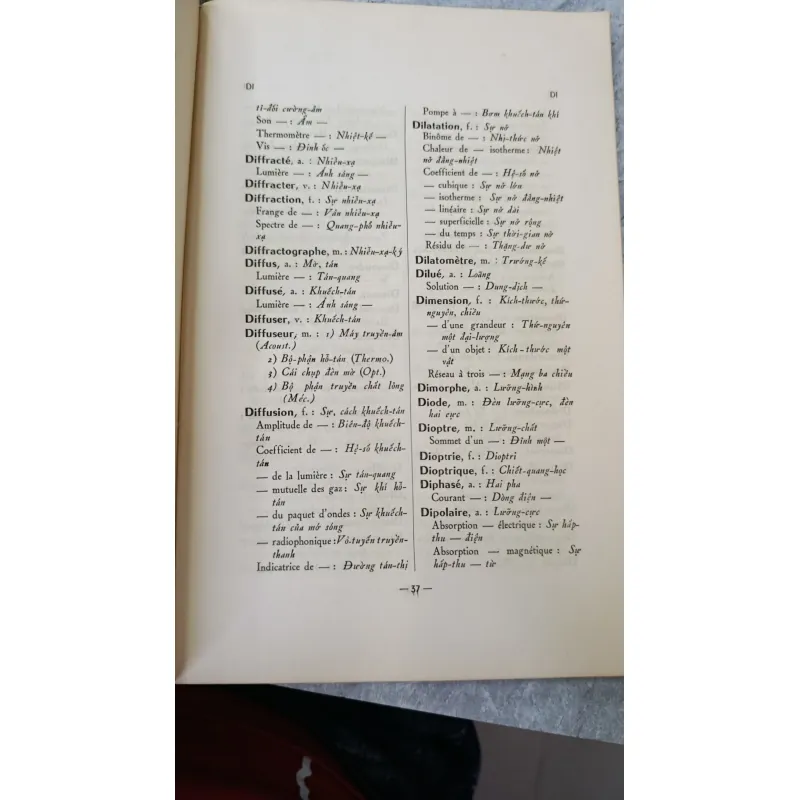 DI
tỉ-đối cường-âm
Son — : Âm —
Thermomètre — : Nhiệt-kế —
Vis — : Đinh ốc —
Diffracté, a. : Nhiễu-xạ
Lumière — : Ánh sáng —
Diffracter, v. : Nhiễu-xạ
Diffraction, f. : Sự nhiễu-xạ
Frange de — : Vân nhiễu-xạ
Spectre de — : Quang-phổ nhiễu-
xạ
Diffractographe, m. : Nhiễu-xạ-ký
Diffus, a. : Mờ, tán
Lumière — : Tán-quang
Diffusé, a. : Khuếch-tán
Lumière — : Ánh sáng —
Diffuser, v. : Khuếch-tán
Diffuseur, m. : 1) Máy truyền-âm
(Acoust.)
2) Bộ-phận hỗ-tán (Thermo.)
3) Cái chụp đèn mờ (Opt.)
4) Bộ phận truyền chất lỏng
(Méc.)
Diffusion, f. : Sự, cách khuếch-tán
Amplitude de — : Biên-độ khuếch-
tán
Coefficient de — : Hệ-số khuếch-
tán
— de la lumière : Sự tán-quang
— mutuelle des gaz : Sự khí hỗ-
tán
— du paquet d'ondes : Sự khuếch-
tán của mớ sóng
— radiophonique : Vô-tuyến truyền-
thanh
Indicatrice de — : Đường tán-thị
DI
Pompe à — : Bơm khuếch-tán khí
Dilatation, f. : Sự nở
Binôme de — : Nhị-thức nở
Chaleur de — isotherme : Nhiệt
nở đẳng-nhiệt
Coefficient de — : Hệ-số nở
— cubique : Sự nở lớn
— isotherme : Sự nở đẳng-nhiệt
— linéaire : Sự nở dài
— superficielle : Sự nở rộng
— du temps : Sự thời-gian nở
Résidu de — : Thặng-dư nở
Dilatomètre, m. : Trướng-kế
Dilué, a. : Loãng
Solution — : Dung-dịch —
Dimension, f. : Kích-thước, thứ-
nguyên, chiều
— d'une grandeur : Thứ-nguyên
một đại-lượng
— d'un objet : Kích-thước một
vật
Réseau à trois — : Mạng ba chiều
Dimorphe, a. : Lưỡng-hình
Diode, m. : Đèn lưỡng-cực, đèn
hai cực
Dioptre, m. : Lưỡng-chất
Sommet d'un — : Đỉnh một —
Dioptrie, f. : Dioptri
Dioptrique, f. : Chiết-quang-học
Diphasé, a. : Hai pha
Courant — : Dòng điện —
Dipolaire, a. : Lưỡng-cực
Absorption — électrique : Sự hấp-
thu — điện
Absorption — magnétique : Sự
hấp-thu — từ
— 37 —